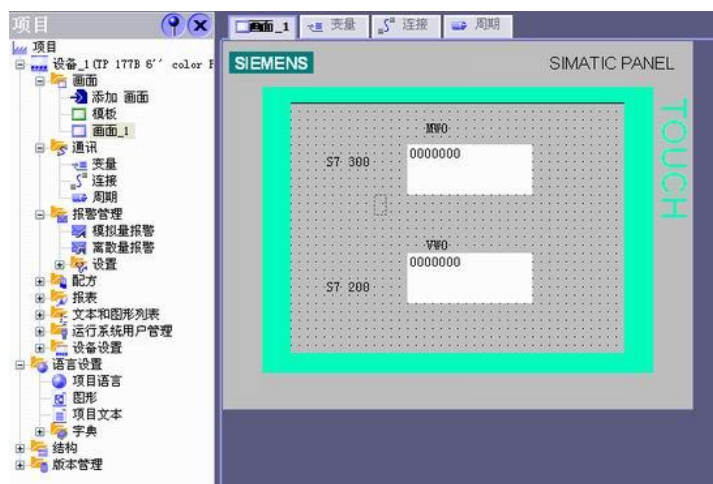 项目
画面_1 变量 连接 周期
项目
设备_1(TP 177B 6'' color P
画面
添加 画面
模板
画面_1
通讯
变量
连接
周期
报警管理
模拟量报警
离散量报警
设置
配方
报表
文本和图形列表
运行系统用户管理
设备设置
语言设置
项目语言
图形
项目文本
字典
结构
版本管理
SIEMENS
SIMATIC PANEL
TOUCH
MW0
S7 300
0000000
VW0
0000000
S7 200